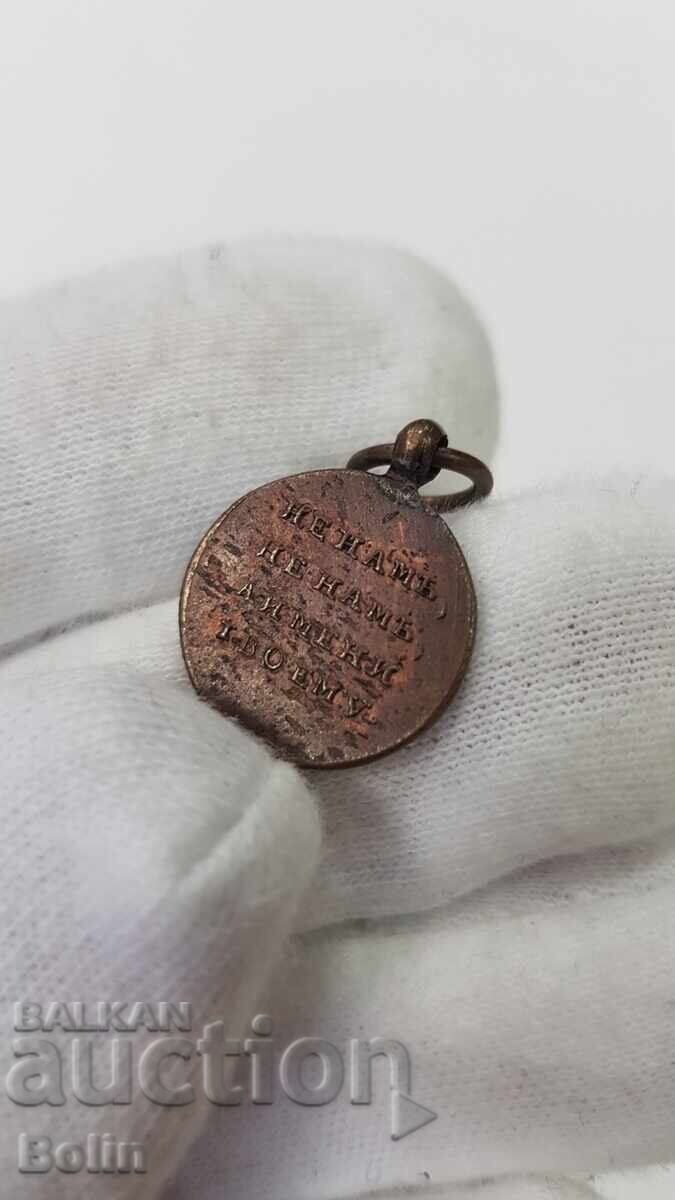 НЕ НАМЪ,
НЕ НАМЪ,
А ИМЕНИ
ТВОЕМУ.
BALKAN
auction
Bolin